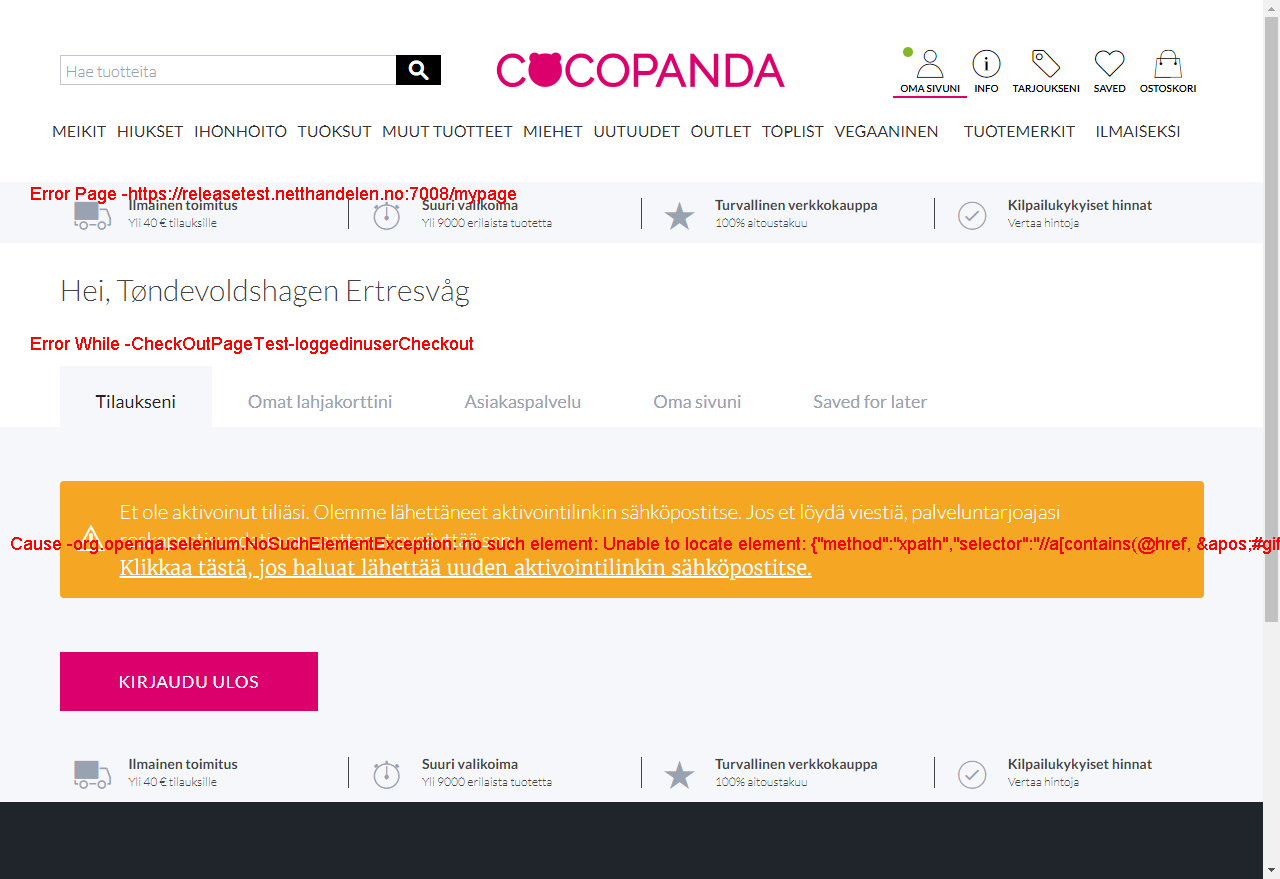 Hae tuotteita
COCOPANDA
OMA SIVUNI
INFO
TARJOUKSENI
SAVED
OSTOSKORI
MEIKIT HIUKSET IHONHOITO TUOKSUT MUUT TUOTTEET MIEHET UUTUUDET OUTLET TOPLIST VEGAANINEN TUOTEMERKIT ILMAISEKSI
Error Page -https://releasetest.netthandelen.no:7008/mypage
Ilmainen toimitus
Yli 40 € tilauksille
Suuri valikoima
Yli 9000 erilaista tuotetta
Turvallinen verkkokauppa
100% aitoustakuu
Kilpailukykyiset hinnat
Vertaa hintoja
Hei, Tøndevoldshagen Ertresvåg
Error While -CheckOutPageTest-loggedinuserCheckout
Tilaukseni
Omat lahjakorttini
Asiakaspalvelu
Oma sivuni
Saved for later
Et ole aktivoinut tiliäsi. Olemme lähettäneet aktivointilinkin sähköpostitse. Jos et löydä viestiä, palveluntarjoajasi
Cause -org.openqa.selenium.NoSuchElementException: no such element: Unable to locate element: {"method":"xpath","selector":"//a[contains(@href, &apos;#gif
Klikkaa tästä, jos haluat lähettää uuden aktivointilinkin sähköpostitse.
KIRJAUDU ULOS
Ilmainen toimitus
Yli 40 € tilauksille
Suuri valikoima
Yli 9000 erilaista tuotetta
Turvallinen verkkokauppa
100% aitoustakuu
Kilpailukykyiset hinnat
Vertaa hintoja